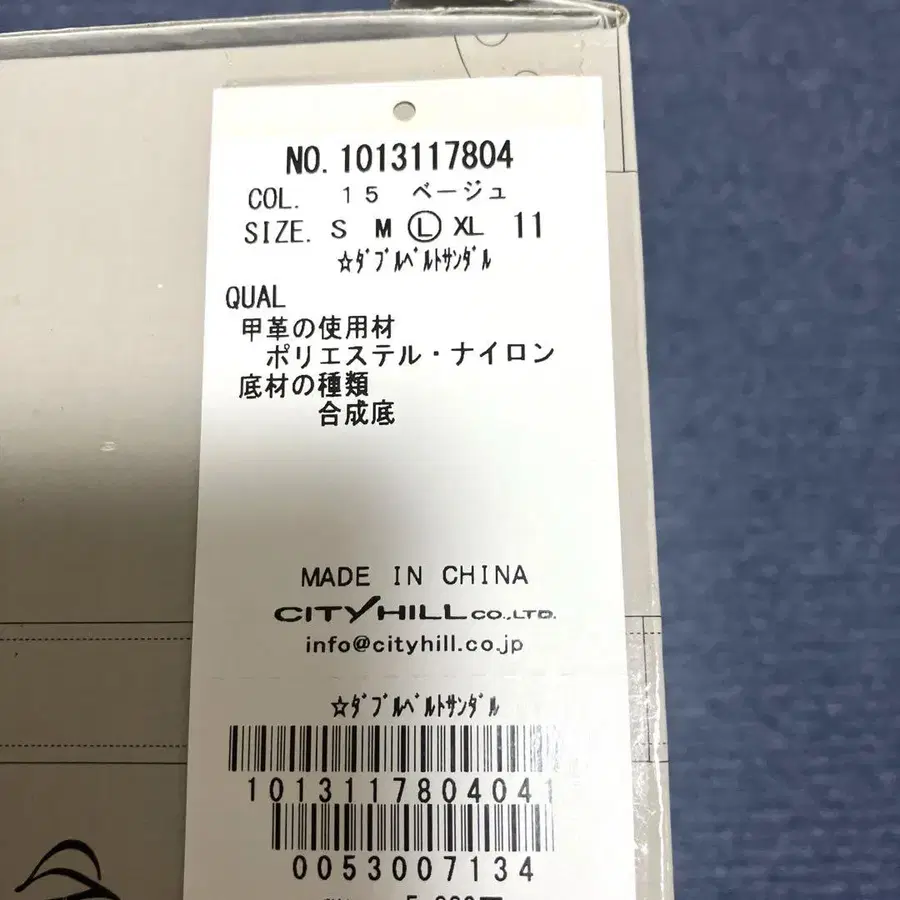 NO. 1013117804
COL. 15 ベージュ
SIZE. S M Ⓛ XL 11
☆ﾀﾞﾌﾞﾙﾍﾞﾙﾄｻﾝﾀﾞﾙ
QUAL
甲革の使用材
ポリエステル・ナイロン
底材の種類
合成底
MADE IN CHINA
CITY HILL CO.,LTD.
info@cityhill.co.jp
☆ﾀﾞﾌﾞﾙﾍﾞﾙﾄｻﾝﾀﾞﾙ
1013117804041
0053007134